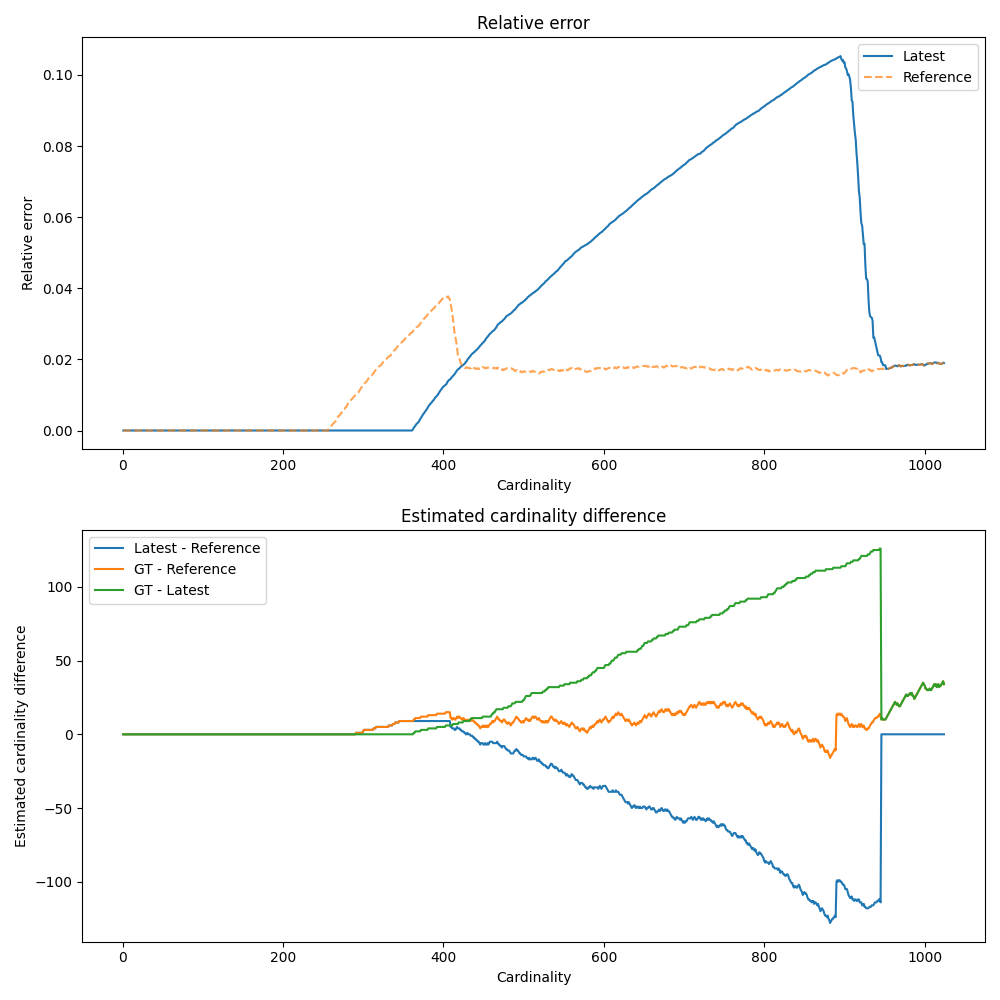 Relative error
Latest
Reference
0.10
0.08
0.06
0.04
0.02
0.00
Relative error
0 200 400 600 800 1000
Cardinality
Estimated cardinality difference
Latest - Reference
GT - Reference
GT - Latest
100
50
0
−50
−100
Estimated cardinality difference
0 200 400 600 800 1000
Cardinality